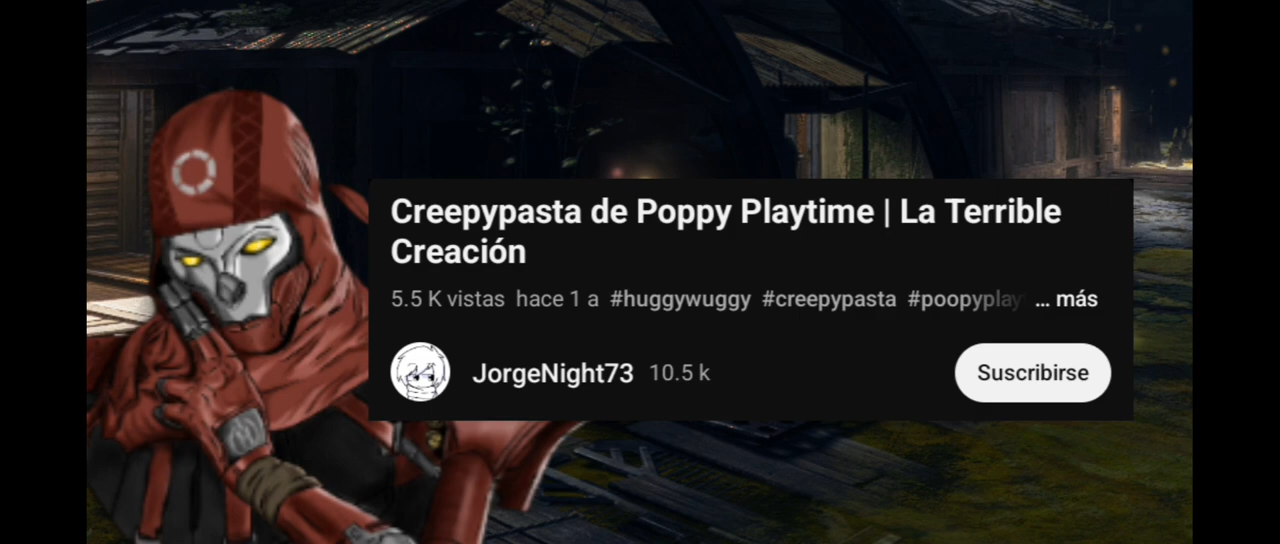 Creepypasta de Poppy Playtime | La Terrible
Creación
5.5 K vistas hace 1 a #huggywuggy #creepypasta #poopyplay ... más
JorgeNight73 10.5 k Suscribirse